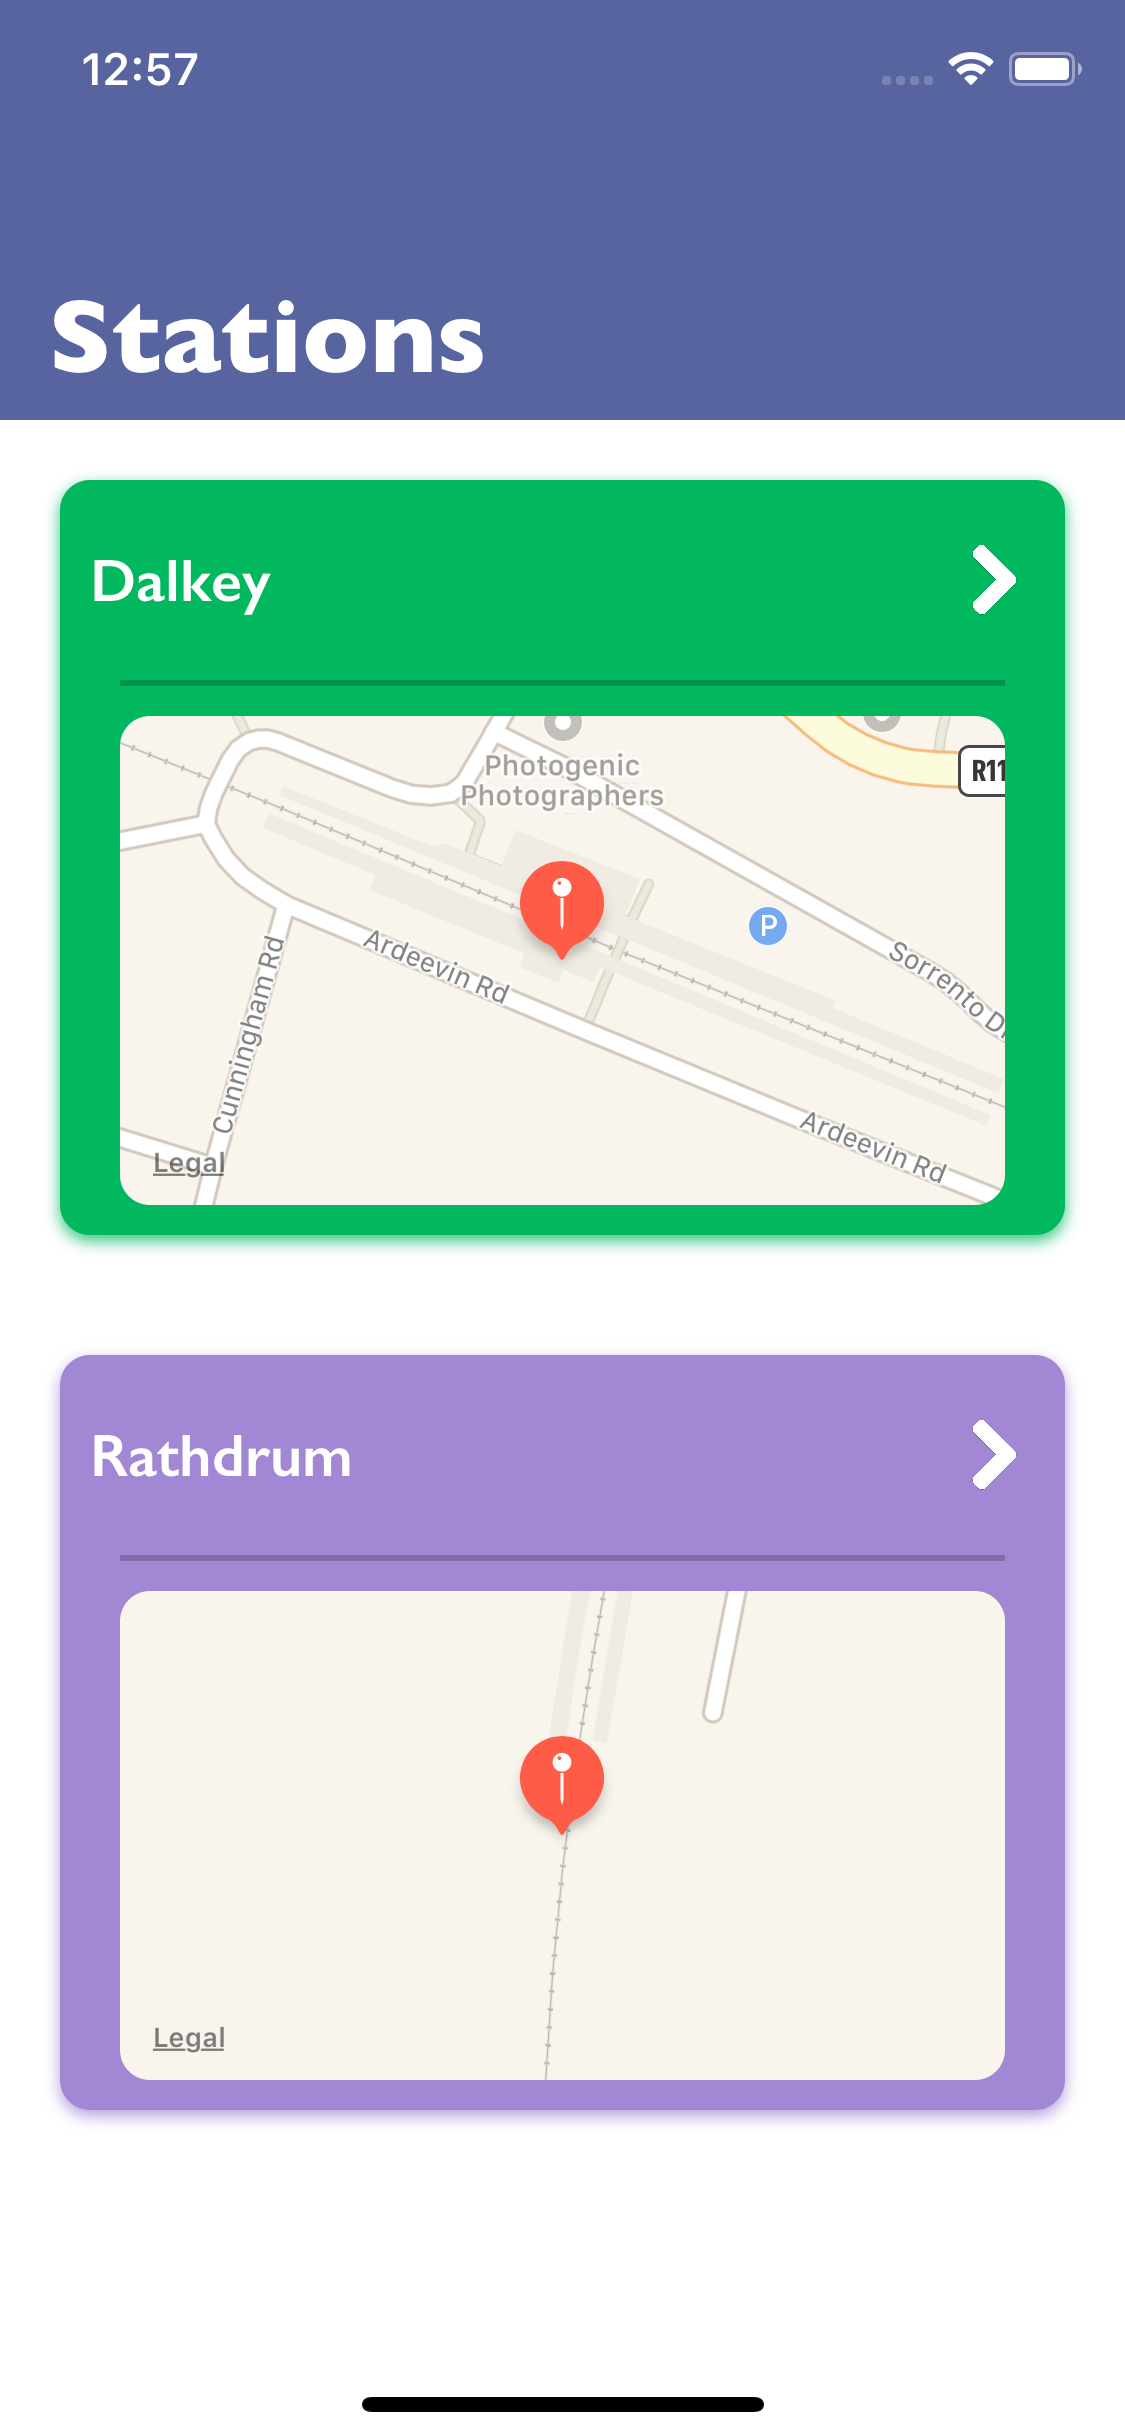 12:57
Stations
Dalkey
Photogenic
Photographers
R11
P
Sorrento
Ardeevin Rd
Cunningham Rd
Ardeevin Rd
Legal
Rathdrum
Legal